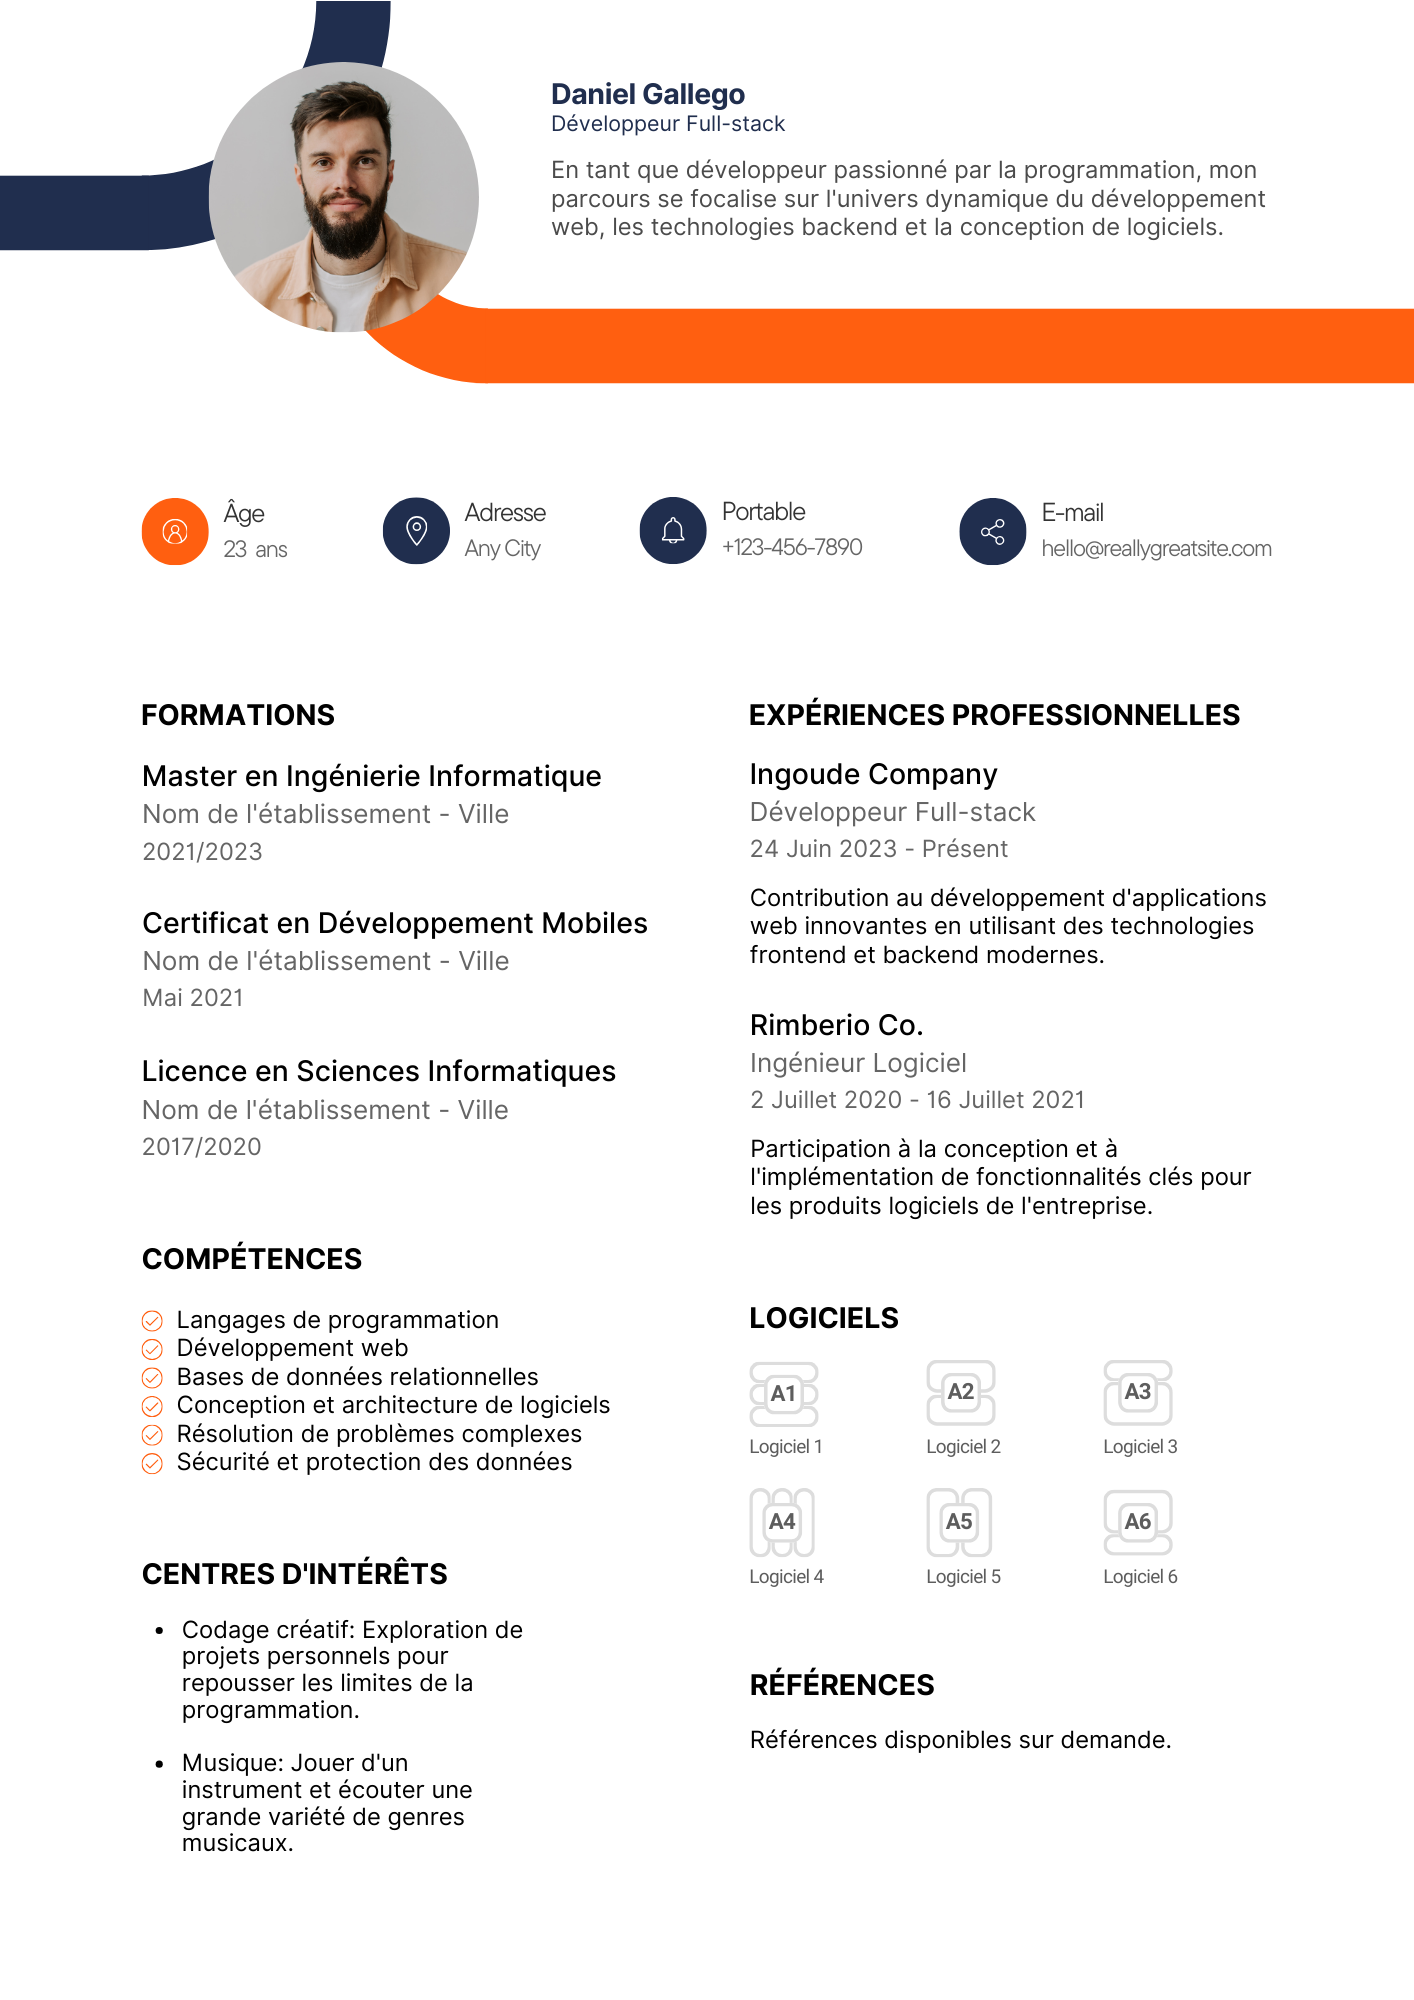 Daniel Gallego
Développeur Full-stack
En tant que développeur passionné par la programmation, mon
parcours se focalise sur l'univers dynamique du développement
web, les technologies backend et la conception de logiciels.
Âge
23 ans
Adresse
Any City
Portable
+123-456-7890
E-mail
hello@reallygreatsite.com
FORMATIONS
Master en Ingénierie Informatique
Nom de l'établissement - Ville
2021/2023
Certificat en Développement Mobiles
Nom de l'établissement - Ville
Mai 2021
Licence en Sciences Informatiques
Nom de l'établissement - Ville
2017/2020
COMPÉTENCES
Langages de programmation
Développement web
Bases de données relationnelles
Conception et architecture de logiciels
Résolution de problèmes complexes
Sécurité et protection des données
CENTRES D'INTÉRÊTS
• Codage créatif: Exploration de
projets personnels pour
repousser les limites de la
programmation.
• Musique: Jouer d'un
instrument et écouter une
grande variété de genres
musicaux.
EXPÉRIENCES PROFESSIONNELLES
Ingoude Company
Développeur Full-stack
24 Juin 2023 - Présent
Contribution au développement d'applications
web innovantes en utilisant des technologies
frontend et backend modernes.
Rimberio Co.
Ingénieur Logiciel
2 Juillet 2020 - 16 Juillet 2021
Participation à la conception et à
l'implémentation de fonctionnalités clés pour
les produits logiciels de l'entreprise.
LOGICIELS
A1 A2 A3
Logiciel 1 Logiciel 2 Logiciel 3
A4 A5 A6
Logiciel 4 Logiciel 5 Logiciel 6
RÉFÉRENCES
Références disponibles sur demande.